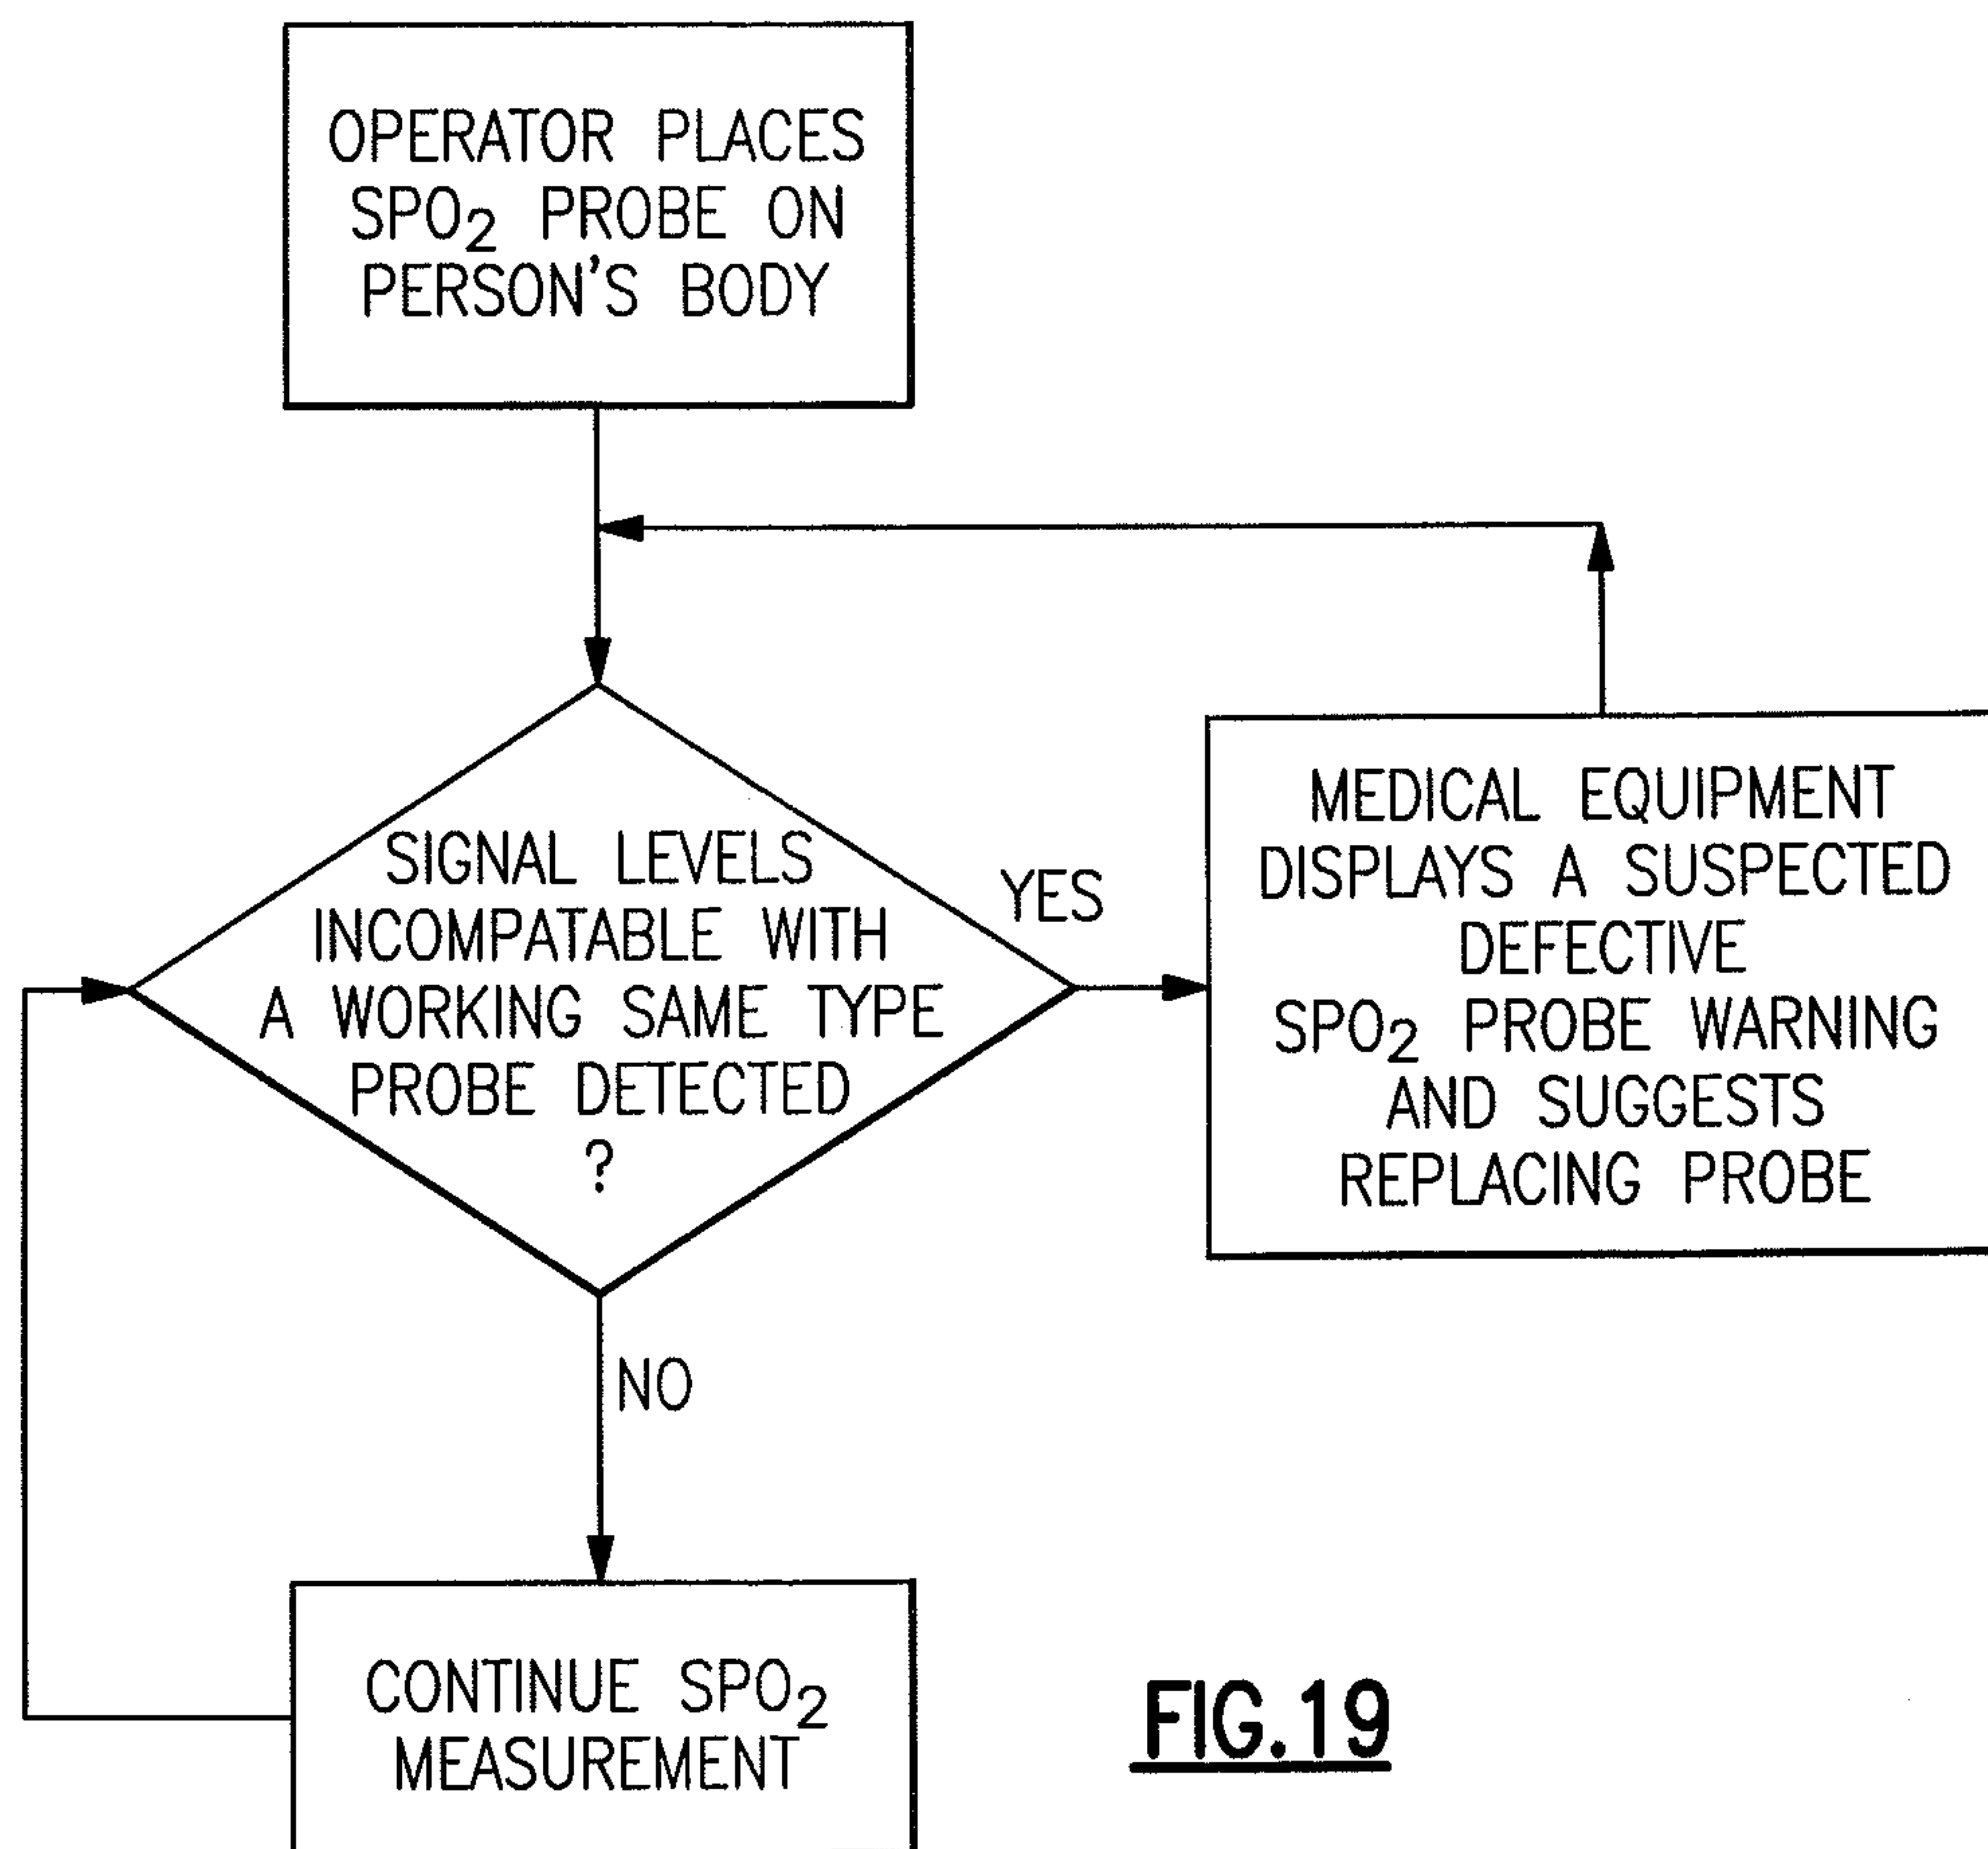 OPERATOR PLACES
SPO₂ PROBE ON
PERSON'S BODY
SIGNAL LEVELS
INCOMPATABLE WITH
A WORKING SAME TYPE
PROBE DETECTED
?
YES
MEDICAL EQUIPMENT
DISPLAYS A SUSPECTED
DEFECTIVE
SPO₂ PROBE WARNING
AND SUGGESTS
REPLACING PROBE
NO
CONTINUE SPO₂
MEASUREMENT
FIG.19